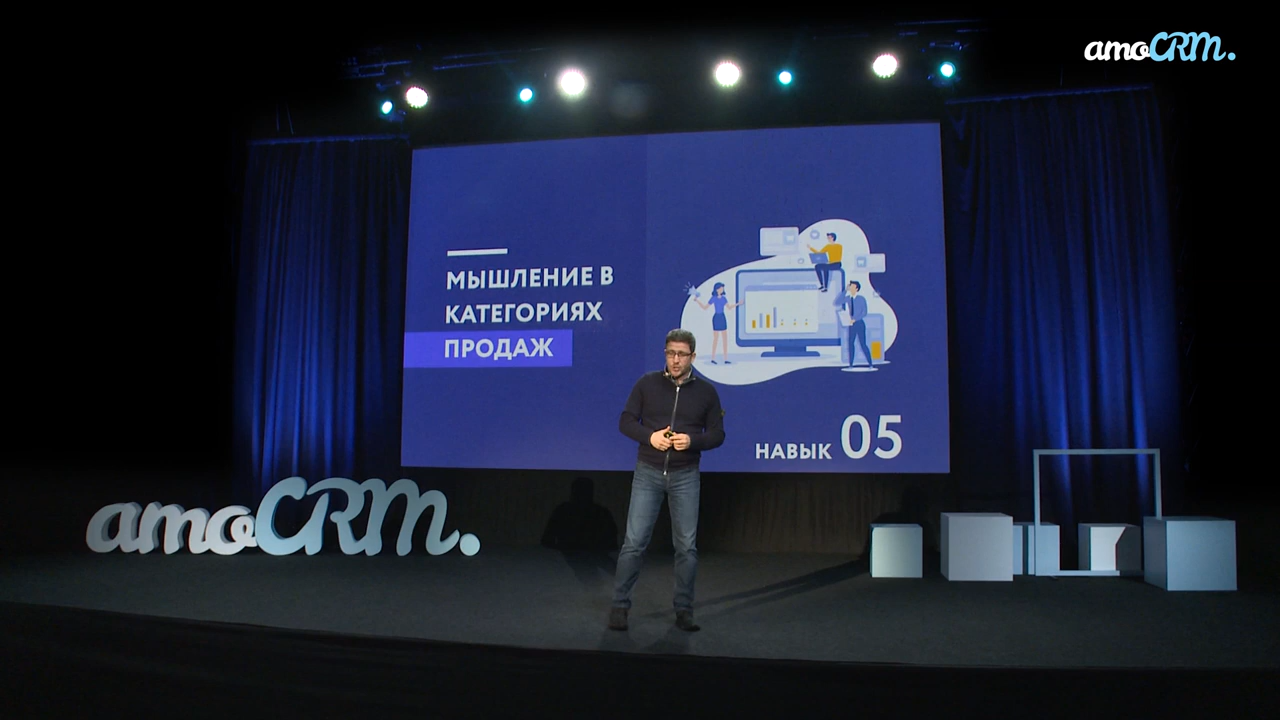 amoCRM.
МЫШЛЕНИЕ В
КАТЕГОРИЯХ
ПРОДАЖ
НАВЫК 05
amoCRM.